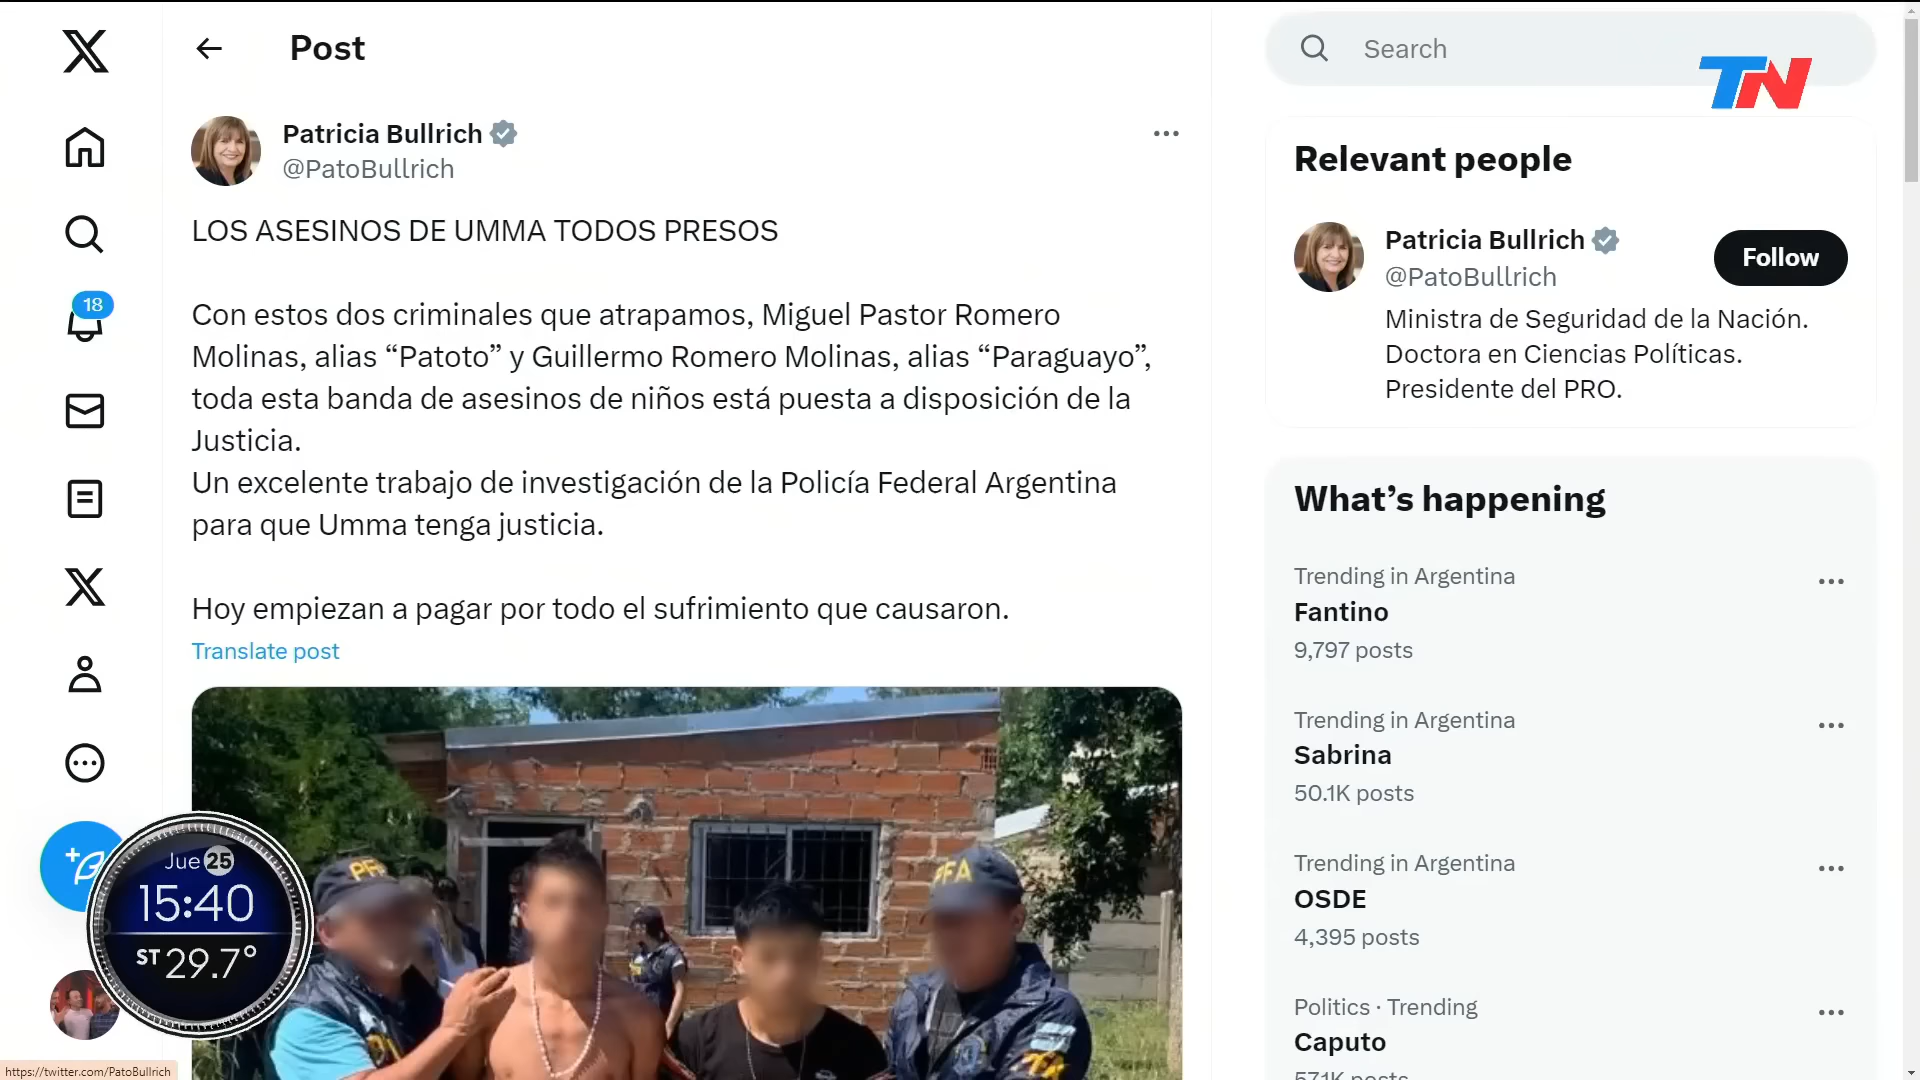 Post
Search
TN
Patricia Bullrich
@PatoBullrich
LOS ASESINOS DE UMMA TODOS PRESOS
Con estos dos criminales que atrapamos, Miguel Pastor Romero
Molinas, alias “Patoto” y Guillermo Romero Molinas, alias “Paraguayo”,
toda esta banda de asesinos de niños está puesta a disposición de la
Justicia.
Un excelente trabajo de investigación de la Policía Federal Argentina
para que Umma tenga justicia.
Hoy empiezan a pagar por todo el sufrimiento que causaron.
Translate post
Relevant people
Patricia Bullrich
@PatoBullrich
Follow
Ministra de Seguridad de la Nación.
Doctora en Ciencias Políticas.
Presidente del PRO.
What’s happening
Trending in Argentina
Fantino
9,797 posts
Trending in Argentina
Sabrina
50.1K posts
Trending in Argentina
OSDE
4,395 posts
Politics · Trending
Caputo
571K posts
18
Jue 25
15:40
ST 29.7°
PFA
https://twitter.com/PatoBullrich